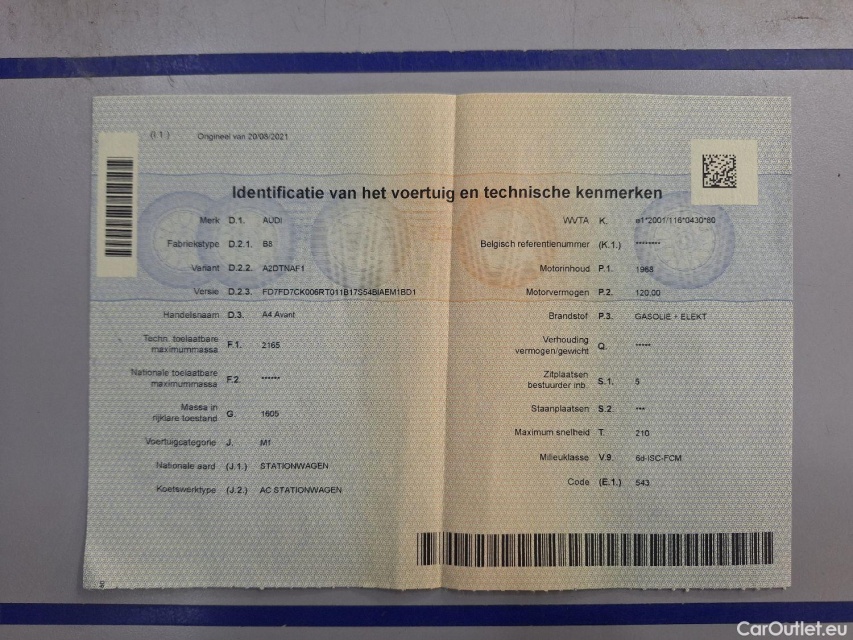 (I.1.) Origineel van 20/08/2021
Identificatie van het voertuig en technische kenmerken
Merk D.1. AUDI
Fabriekstype D.2.1. B8
Variant D.2.2. A2DTNAF1
Versie D.2.3. FD7FD7CK006RT011B17S54BIAEM1BD1
Handelsnaam D.3. A4 Avant
Techn. toelaatbare
maximummassa F.1. 2165
Nationale toelaatbare
maximummassa F.2. ******
Massa in
rijklare toestand G. 1605
Voertuigcategorie J. M1
Nationale aard (J.1.) STATIONWAGEN
Koetswerktype (J.2.) AC STATIONWAGEN
WVTA K. e1*2001/116*0430*80
Belgisch referentienummer (K.1.) ********
Motorinhoud P.1. 1968
Motorvermogen P.2. 120,00
Brandstof P.3. GASOLIE + ELEKT
Verhouding
vermogen/gewicht Q. *****
Zitplaatsen
bestuurder inb. S.1. 5
Staanplaatsen S.2. ***
Maximum snelheid T. 210
Milieuklasse V.9. 6d-ISC-FCM
Code (E.1.) 543
CarOutlet.eu